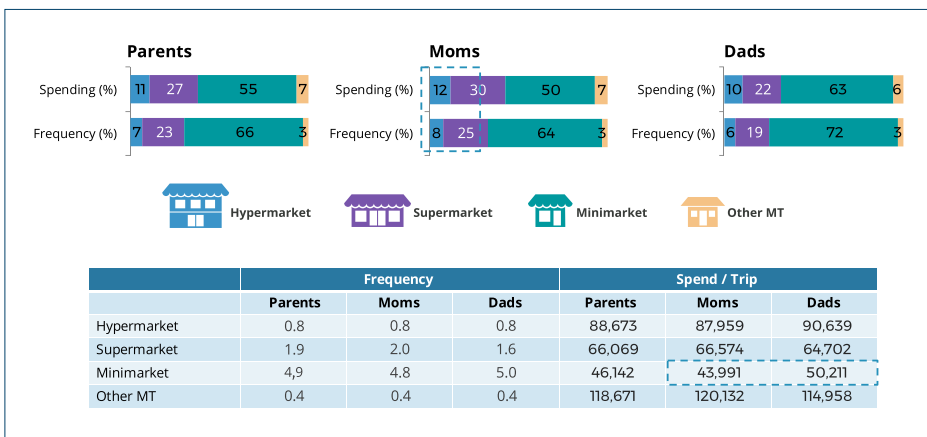 Parents Moms Dads
Spending (%) 11 27 55 7 Spending (%) 12 30 50 7 Spending (%) 10 22 63 6
Frequency (%) 7 23 66 3 Frequency (%) 8 25 64 3 Frequency (%) 6 19 72 3
Hypermarket Supermarket Minimarket Other MT
Frequency Spend / Trip
Parents Moms Dads Parents Moms Dads
Hypermarket 0.8 0.8 0.8 88,673 87,959 90,639
Supermarket 1.9 2.0 1.6 66,069 66,574 64,702
Minimarket 4,9 4.8 5.0 46,142 43,991 50,211
Other MT 0.4 0.4 0.4 118,671 120,132 114,958